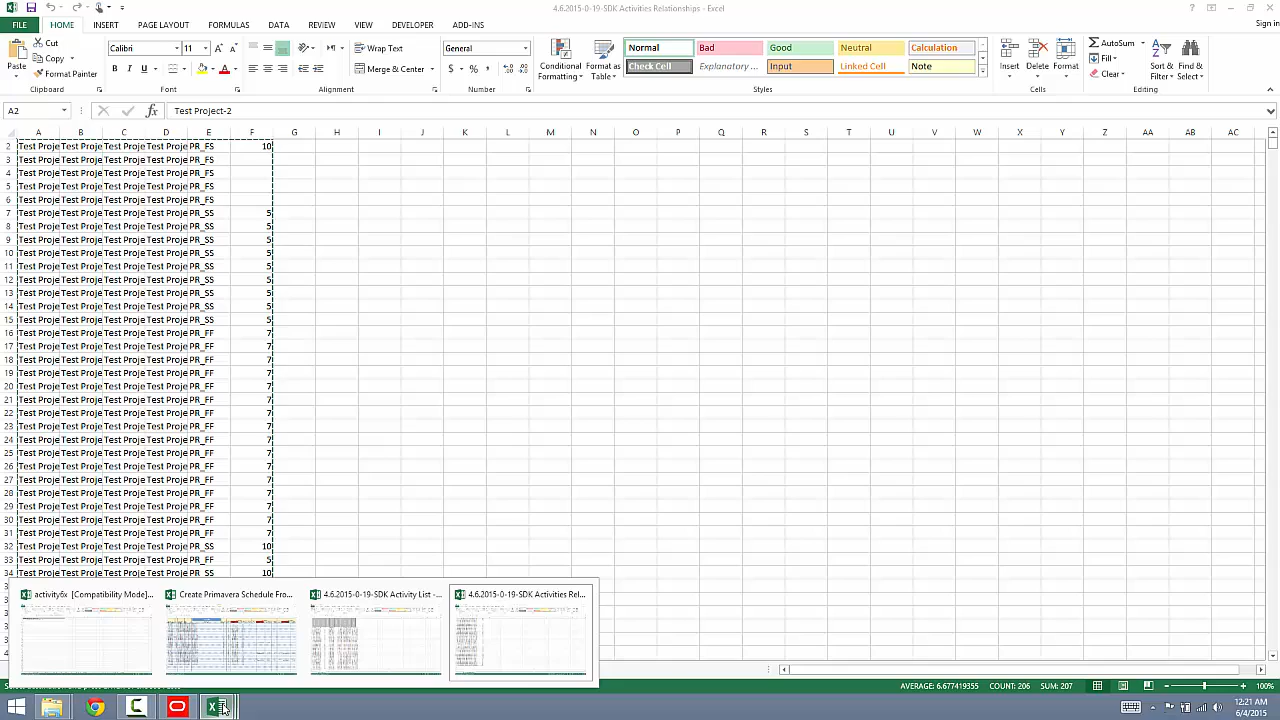 4.6.2015-0-19-SDK Activities Relationships - Excel
FILE HOME INSERT PAGE LAYOUT FORMULAS DATA REVIEW VIEW DEVELOPER ADD-INS Sign in
Cut
Copy
Format Painter
Paste
Clipboard
Calibri 11
B I U
Font
Wrap Text
Merge & Center
Alignment
General
$ % ,
Number
Conditional Formatting
Format as Table
Normal Bad Good Neutral Calculation
Check Cell Explanatory ... Input Linked Cell Note
Styles
Insert Delete Format
Cells
AutoSum
Fill
Clear
Sort & Filter
Find & Select
Editing
A2 fx Test Project-2
A B C D E F G H I J K L M N O P Q R S T U V W X Y Z AA AB AC
2 Test Proje Test Proje Test Proje Test Proje PR_FS 10
3 Test Proje Test Proje Test Proje Test Proje PR_FS
4 Test Proje Test Proje Test Proje Test Proje PR_FS
5 Test Proje Test Proje Test Proje Test Proje PR_FS
6 Test Proje Test Proje Test Proje Test Proje PR_FS
7 Test Proje Test Proje Test Proje Test Proje PR_SS 5
8 Test Proje Test Proje Test Proje Test Proje PR_SS 5
9 Test Proje Test Proje Test Proje Test Proje PR_SS 5
10 Test Proje Test Proje Test Proje Test Proje PR_SS 5
11 Test Proje Test Proje Test Proje Test Proje PR_SS 5
12 Test Proje Test Proje Test Proje Test Proje PR_SS 5
13 Test Proje Test Proje Test Proje Test Proje PR_SS 5
14 Test Proje Test Proje Test Proje Test Proje PR_SS 5
15 Test Proje Test Proje Test Proje Test Proje PR_SS 5
16 Test Proje Test Proje Test Proje Test Proje PR_FF 7
17 Test Proje Test Proje Test Proje Test Proje PR_FF 7
18 Test Proje Test Proje Test Proje Test Proje PR_FF 7
19 Test Proje Test Proje Test Proje Test Proje PR_FF 7
20 Test Proje Test Proje Test Proje Test Proje PR_FF 7
21 Test Proje Test Proje Test Proje Test Proje PR_FF 7
22 Test Proje Test Proje Test Proje Test Proje PR_FF 7
23 Test Proje Test Proje Test Proje Test Proje PR_FF 7
24 Test Proje Test Proje Test Proje Test Proje PR_FF 7
25 Test Proje Test Proje Test Proje Test Proje PR_FF 7
26 Test Proje Test Proje Test Proje Test Proje PR_FF 7
27 Test Proje Test Proje Test Proje Test Proje PR_FF 7
28 Test Proje Test Proje Test Proje Test Proje PR_FF 7
29 Test Proje Test Proje Test Proje Test Proje PR_FF 7
30 Test Proje Test Proje Test Proje Test Proje PR_FF 7
31 Test Proje Test Proje Test Proje Test Proje PR_FF 7
32 Test Proje Test Proje Test Proje Test Proje PR_SS 10
33 Test Proje Test Proje Test Proje Test Proje PR_FF 5
34 Test Proje Test Proje Test Proje Test Proje PR_SS 10
activity6x [Compatibility Mode]...
Create Primavera Schedule Fro...
4.6.2015-0-19-SDK Activity List -...
4.6.2015-0-19-SDK Activities Rel...
AVERAGE: 6.677419355 COUNT: 206 SUM: 207 100%
12:21 AM
6/4/2015